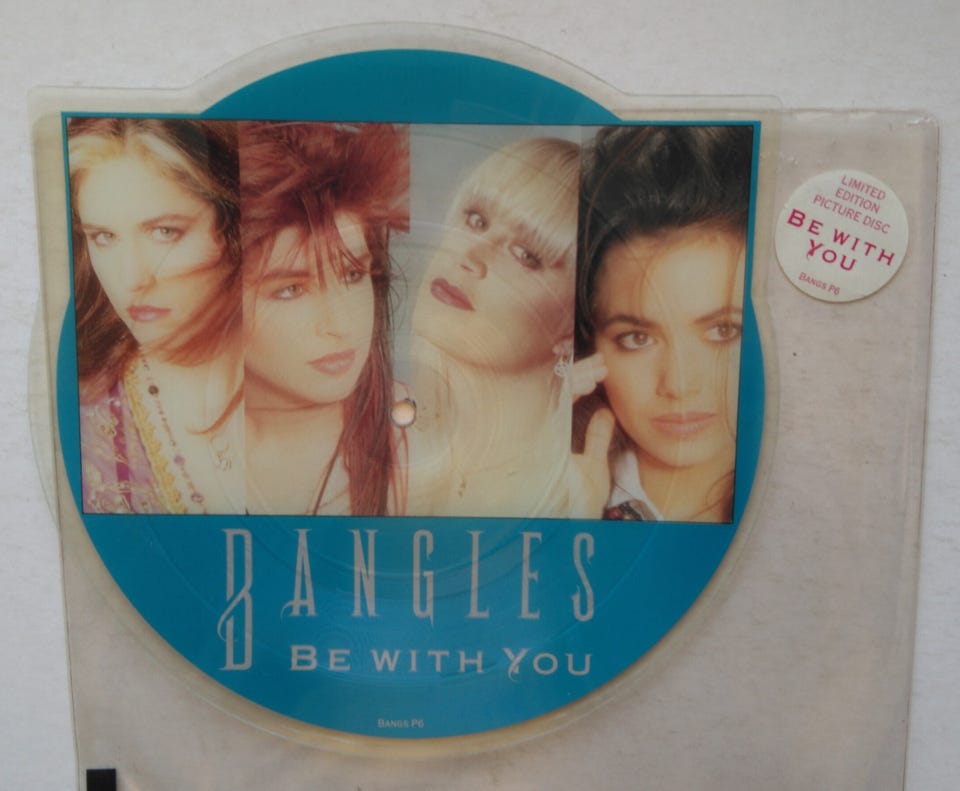 LIMITED
EDITION
PICTURE DISC
BE WITH
YOU
BANGS P6
BANGLES
BE WITH YOU
BANGS P6